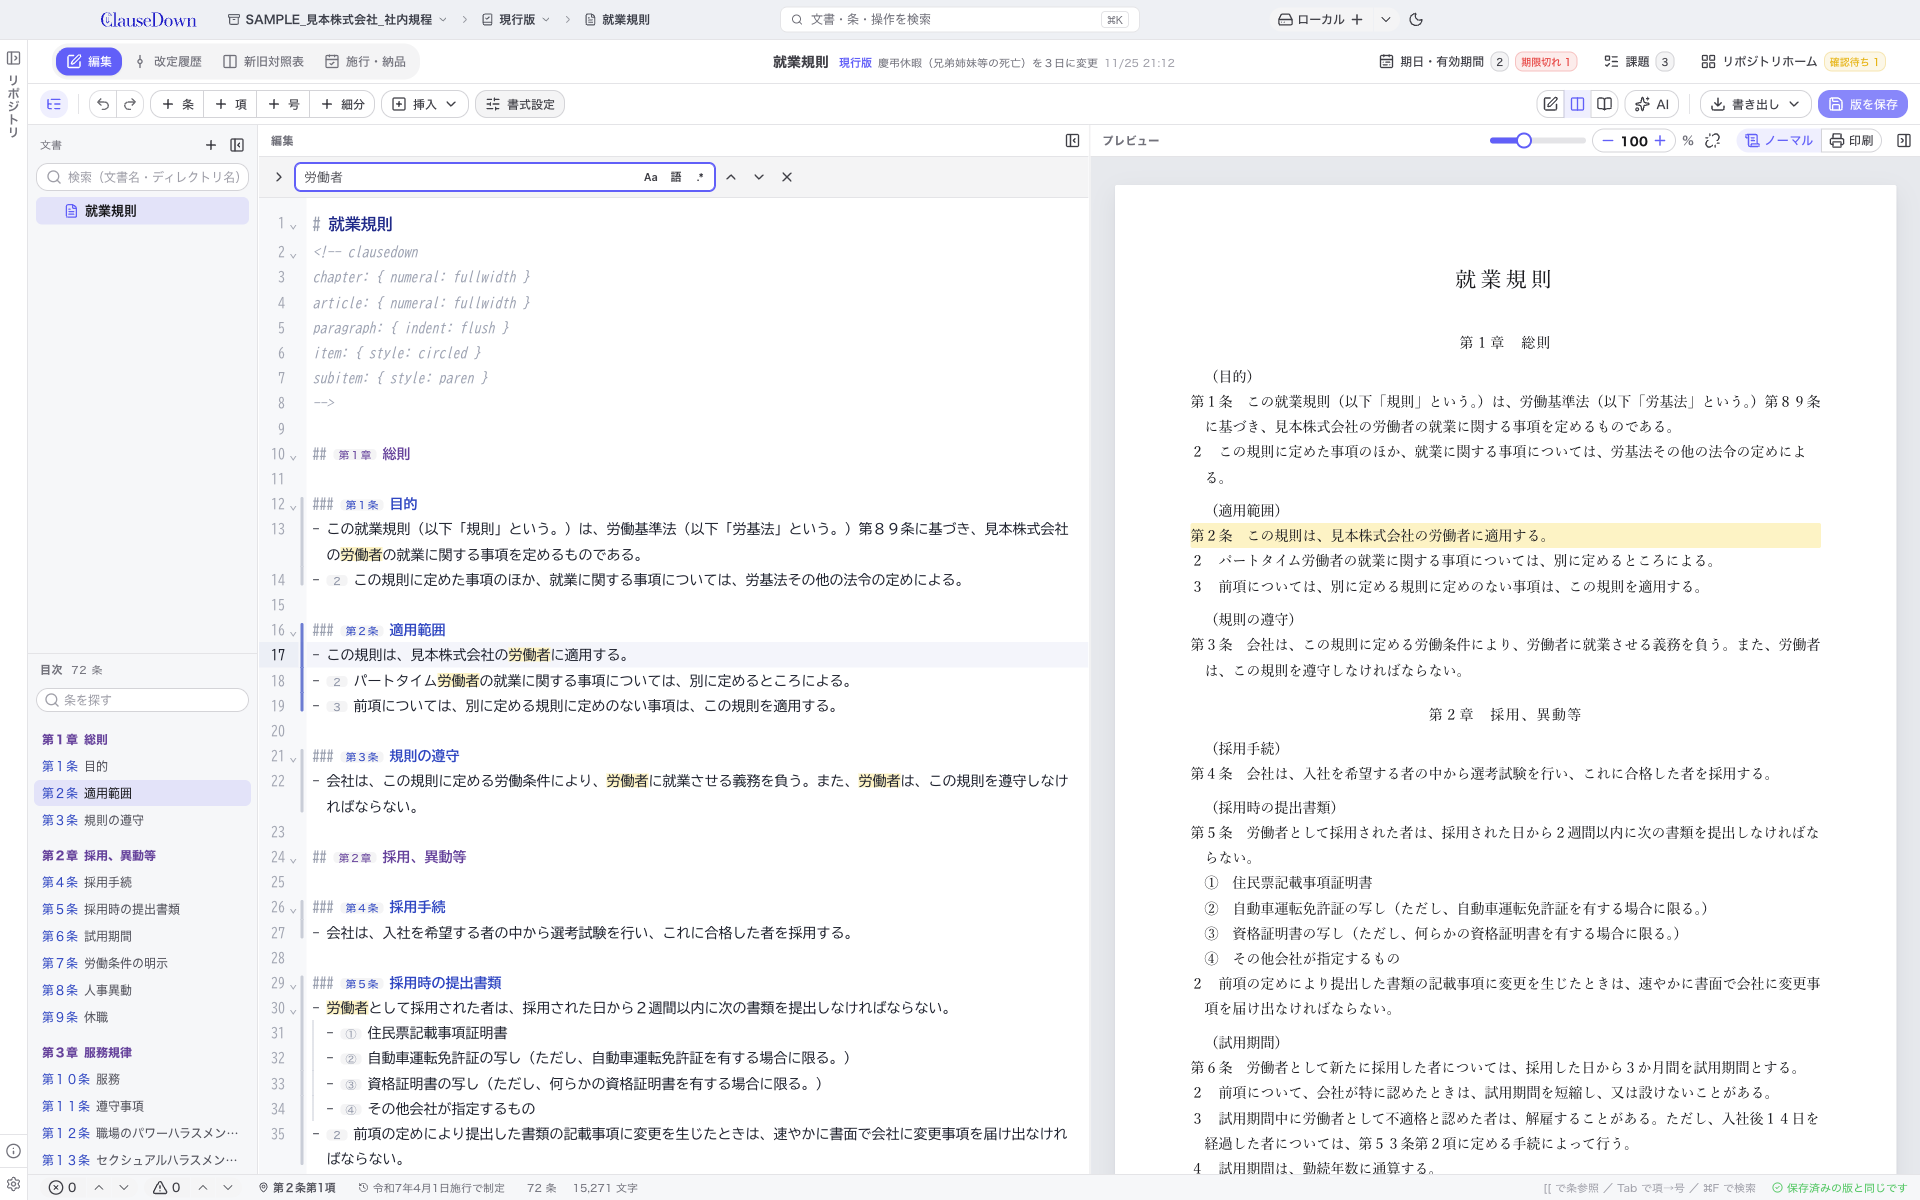 ClauseDown
SAMPLE_見本株式会社_社内規程
現行版
就業規則
文書・条・操作を検索
⌘K
ローカル
リポジトリ
編集
改定履歴
新旧対照表
施行・納品
就業規則 現行版 慶弔休暇（兄弟姉妹等の死亡）を３日に変更 11/25 21:12
期日・有効期間 2 期限切れ 1
課題 3
リポジトリホーム 確認待ち 1
条
項
号
細分
挿入
書式設定
AI
書き出し
版を保存
文書
検索（文書名・ディレクトリ名）
就業規則
目次 72 条
条を探す
第１章 総則
第１条 目的
第２条 適用範囲
第３条 規則の遵守
第２章 採用、異動等
第４条 採用手続
第５条 採用時の提出書類
第６条 試用期間
第７条 労働条件の明示
第８条 人事異動
第９条 休職
第３章 服務規律
第１０条 服務
第１１条 遵守事項
第１２条 職場のパワーハラスメン…
第１３条 セクシュアルハラスメン…
編集
労働者
Aa 語 .*
1 # 就業規則
2 <!-- clausedown
3 chapter: { numeral: fullwidth }
4 article: { numeral: fullwidth }
5 paragraph: { indent: flush }
6 item: { style: circled }
7 subitem: { style: paren }
8 -->
9
10 ## 第１章 総則
11
12 ### 第１条 目的
13 - この就業規則（以下「規則」という。）は、労働基準法（以下「労基法」という。）第８９条に基づき、見本株式会社
の労働者の就業に関する事項を定めるものである。
14 - 2 この規則に定めた事項のほか、就業に関する事項については、労基法その他の法令の定めによる。
15
16 ### 第２条 適用範囲
17 - この規則は、見本株式会社の労働者に適用する。
18 - 2 パートタイム労働者の就業に関する事項については、別に定めるところによる。
19 - 3 前項については、別に定める規則に定めのない事項は、この規則を適用する。
20
21 ### 第３条 規則の遵守
22 - 会社は、この規則に定める労働条件により、労働者に就業させる義務を負う。また、労働者は、この規則を遵守しなけ
ればならない。
23
24 ## 第２章 採用、異動等
25
26 ### 第４条 採用手続
27 - 会社は、入社を希望する者の中から選考試験を行い、これに合格した者を採用する。
28
29 ### 第５条 採用時の提出書類
30 - 労働者として採用された者は、採用された日から２週間以内に次の書類を提出しなければならない。
31 - ① 住民票記載事項証明書
32 - ② 自動車運転免許証の写し（ただし、自動車運転免許証を有する場合に限る。）
33 - ③ 資格証明書の写し（ただし、何らかの資格証明書を有する場合に限る。）
34 - ④ その他会社が指定するもの
35 - 2 前項の定めにより提出した書類の記載事項に変更を生じたときは、速やかに書面で会社に変更事項を届け出なけれ
ばならない。
プレビュー
100 %
ノーマル
印刷
就業規則
第１章 総則
（目的）
第１条 この就業規則（以下「規則」という。）は、労働基準法（以下「労基法」という。）第８９条
に基づき、見本株式会社の労働者の就業に関する事項を定めるものである。
２ この規則に定めた事項のほか、就業に関する事項については、労基法その他の法令の定めによ
る。
（適用範囲）
第２条 この規則は、見本株式会社の労働者に適用する。
２ パートタイム労働者の就業に関する事項については、別に定めるところによる。
３ 前項については、別に定める規則に定めのない事項は、この規則を適用する。
（規則の遵守）
第３条 会社は、この規則に定める労働条件により、労働者に就業させる義務を負う。また、労働者
は、この規則を遵守しなければならない。
第２章 採用、異動等
（採用手続）
第４条 会社は、入社を希望する者の中から選考試験を行い、これに合格した者を採用する。
（採用時の提出書類）
第５条 労働者として採用された者は、採用された日から２週間以内に次の書類を提出しなければな
らない。
① 住民票記載事項証明書
② 自動車運転免許証の写し（ただし、自動車運転免許証を有する場合に限る。）
③ 資格証明書の写し（ただし、何らかの資格証明書を有する場合に限る。）
④ その他会社が指定するもの
２ 前項の定めにより提出した書類の記載事項に変更を生じたときは、速やかに書面で会社に変更事
項を届け出なければならない。
（試用期間）
第６条 労働者として新たに採用した者については、採用した日から３か月間を試用期間とする。
２ 前項について、会社が特に認めたときは、試用期間を短縮し、又は設けないことがある。
３ 試用期間中に労働者として不適格と認めた者は、解雇することがある。ただし、入社後１４日を
経過した者については、第５３条第２項に定める手続によって行う。
４ 試用期間は、勤続年数に通算する。
0
0
第２条第1項
令和7年4月1日施行で制定
72 条
15,271 文字
[[ で条参照 ／ Tab で項→号 ／ ⌘F で検索
保存済みの版と同じです